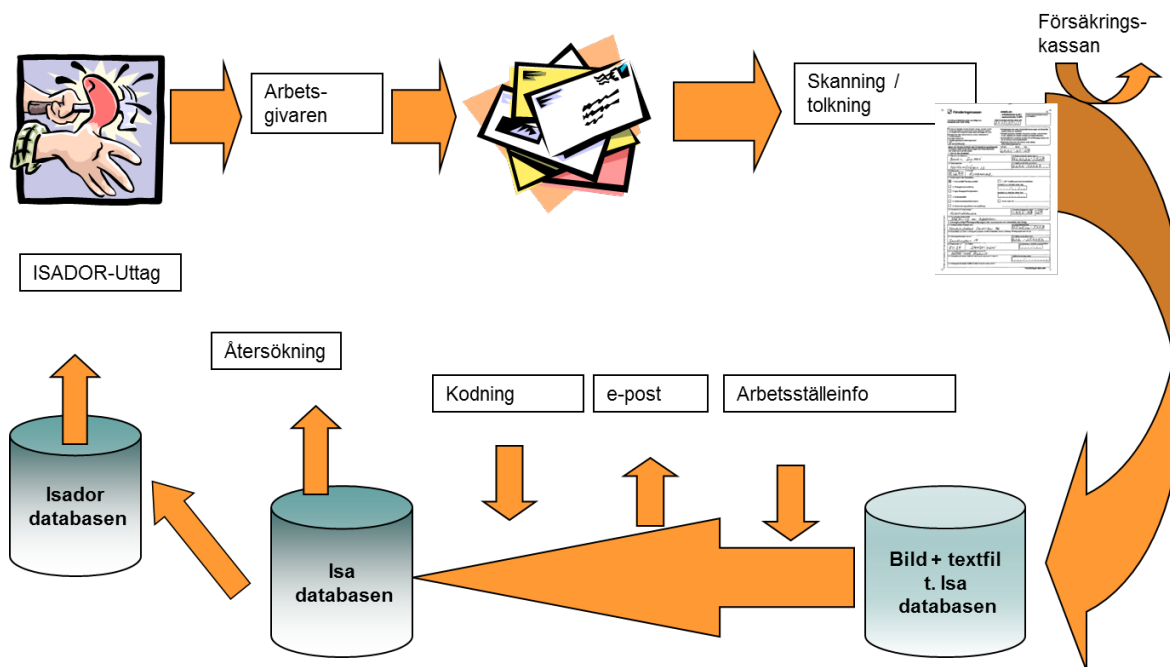 Försäkrings-
kassan
Arbets-
givaren
Skanning /
tolkning
Försäkringskassan
ISADOR-Uttag
Återsökning
Kodning
e-post
Arbetsställeinfo
Isador
databasen
Isa
databasen
Bild + textfil
t. Isa
databasen